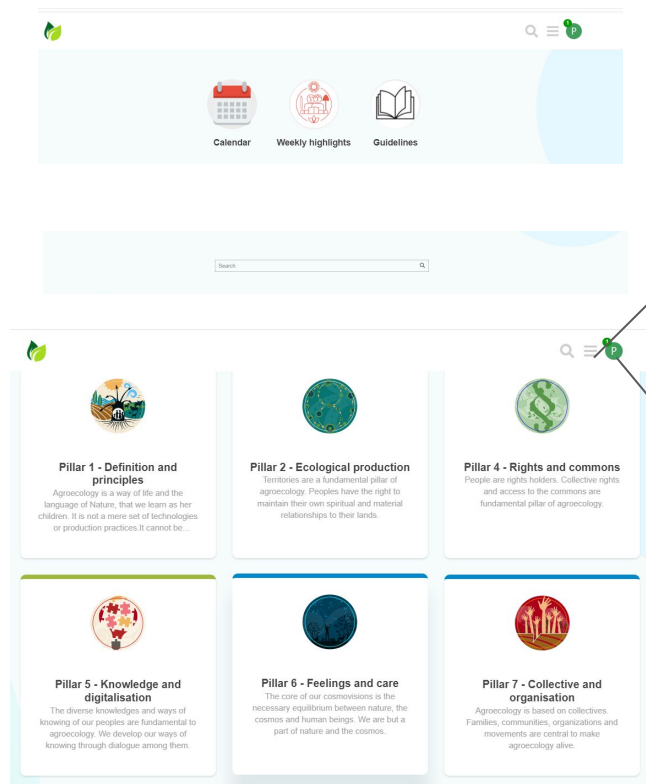 1
P
Calendar
Weekly highlights
Guidelines
Search
1
P
Pillar 1 - Definition and
principles
Agroecology is a way of life and the
language of Nature, that we learn as her
children. It is not a mere set of technologies
or production practices.It cannot be...
Pillar 2 - Ecological production
Territories are a fundamental pillar of
agroecology. Peoples have the right to
maintain their own spiritual and material
relationships to their lands.
Pillar 4 - Rights and commons
People are rights holders. Collective rights
and access to the commons are
fundamental pillar of agroecology.
Pillar 5 - Knowledge and
digitalisation
The diverse knowledges and ways of
knowing of our peoples are fundamental to
agroecology. We develop our ways of
knowing through dialogue among them.
Pillar 6 - Feelings and care
The core of our cosmovisions is the
necessary equilibrium between nature, the
cosmos and human beings. We are but a
part of nature and the cosmos.
Pillar 7 - Collective and
organisation
Agroecology is based on collectives.
Families, communities, organizations and
movements are central to make
agroecology alive.